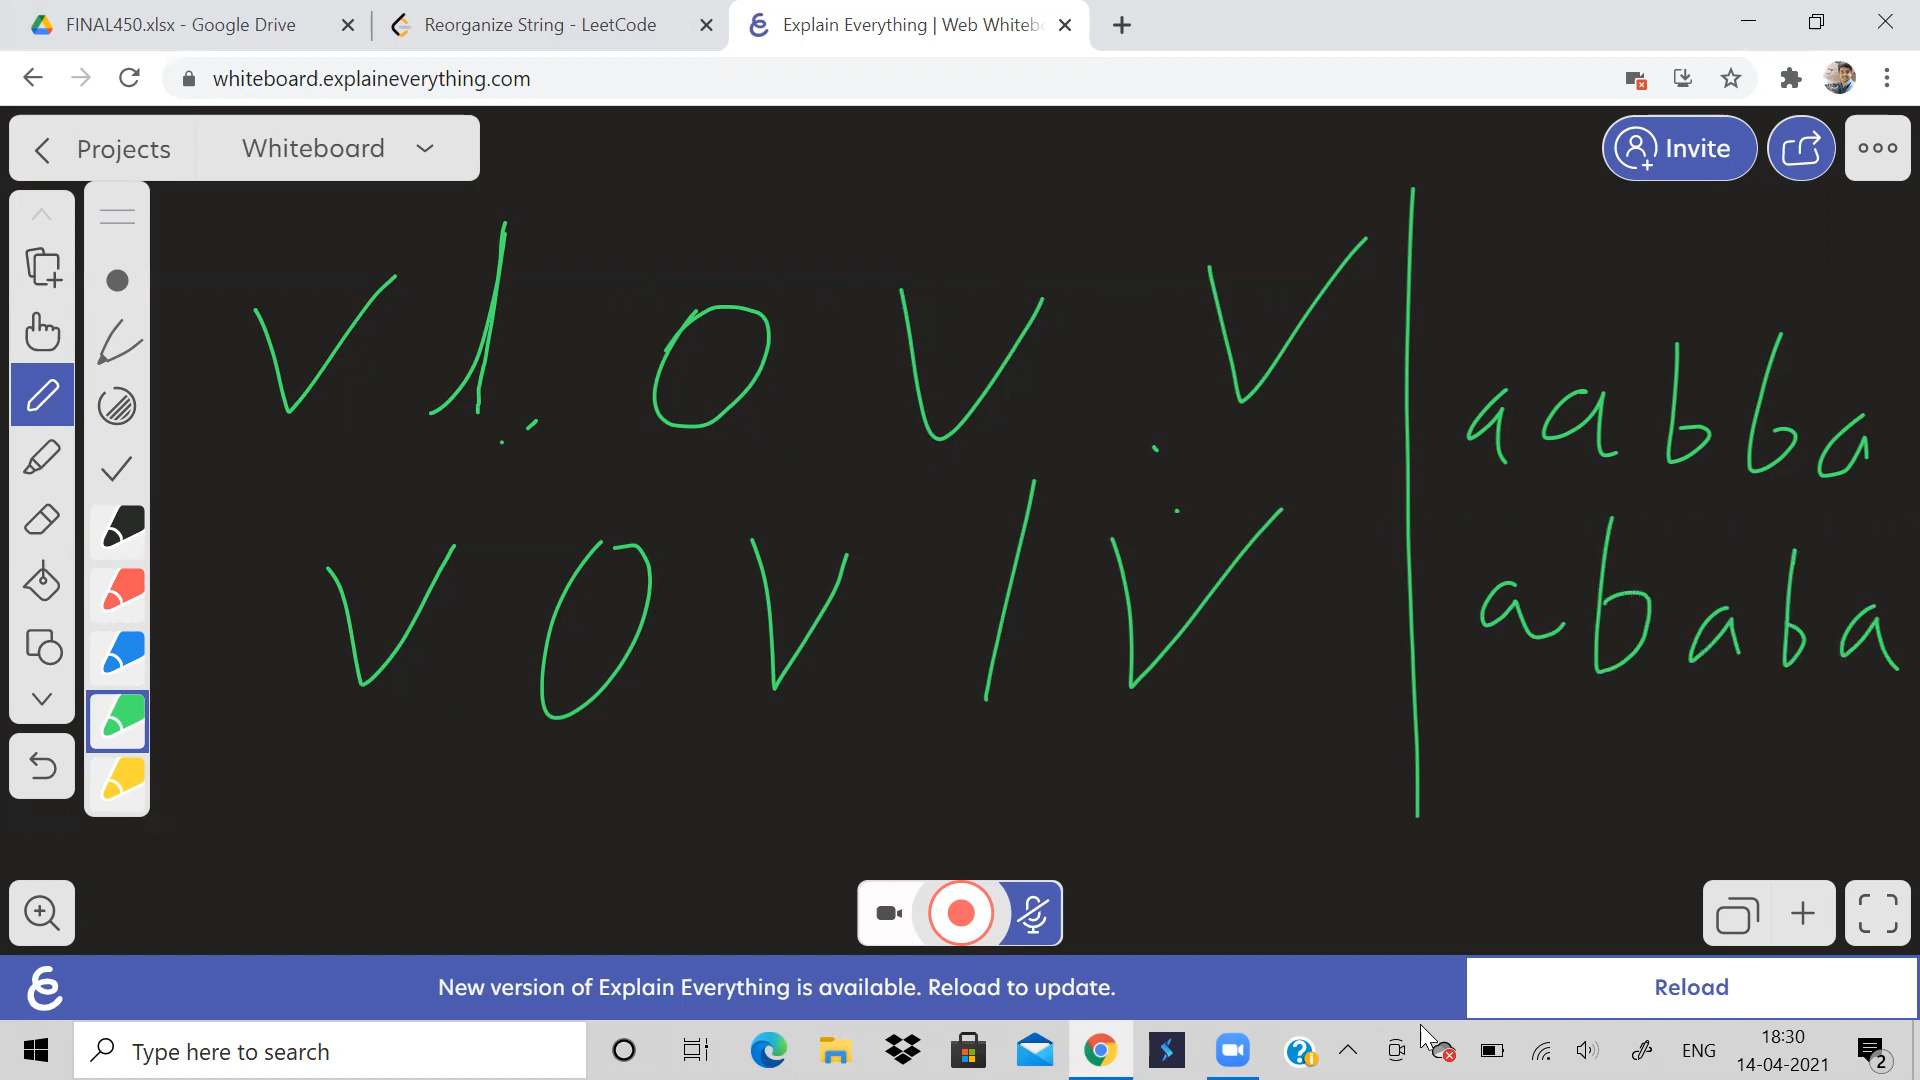 FINAL450.xlsx - Google Drive
Reorganize String - LeetCode
Explain Everything | Web Whiteb
whiteboard.explaineverything.com
Projects
Whiteboard
Invite
v l o v v
a a b b a
v o v l v
a b a b a
New version of Explain Everything is available. Reload to update.
Reload
Type here to search
ENG
18:30
14-04-2021
2